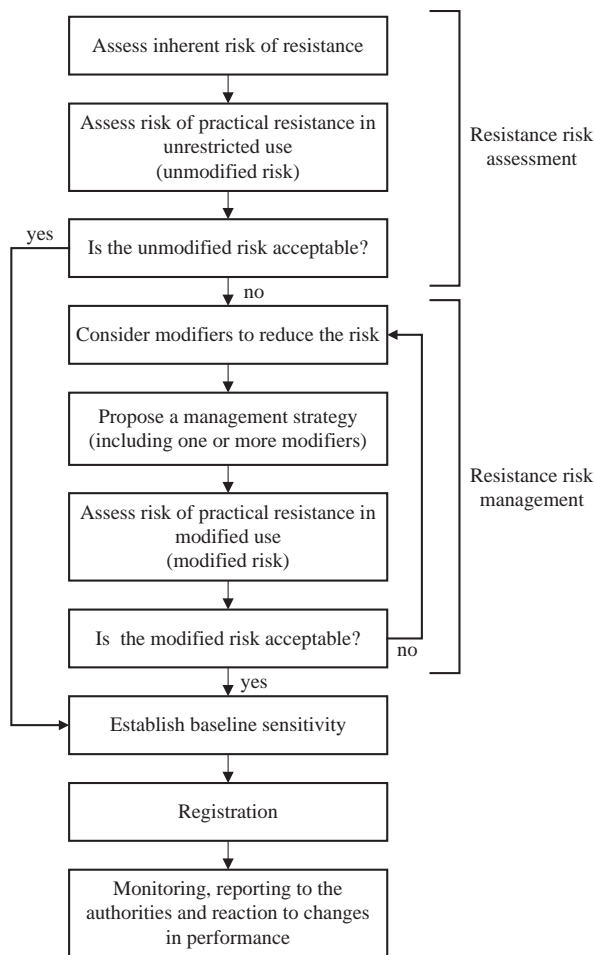 Assess inherent risk of resistance
Assess risk of practical resistance in
unrestricted use
(unmodified risk)
Resistance risk
assessment
yes
Is the unmodified risk acceptable?
no
Consider modifiers to reduce the risk
Propose a management strategy
(including one or more modifiers)
Resistance risk
management
Assess risk of practical resistance in
modified use
(modified risk)
Is the modified risk acceptable?
no
yes
Establish baseline sensitivity
Registration
Monitoring, reporting to the
authorities and reaction to changes
in performance